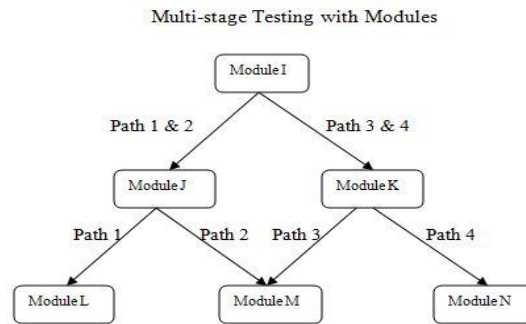 Multi-stage Testing with Modules
Module I
Path 1 & 2
Path 3 & 4
Module J
Module K
Path 1
Path 2
Path 3
Path 4
Module L
Module M
Module N